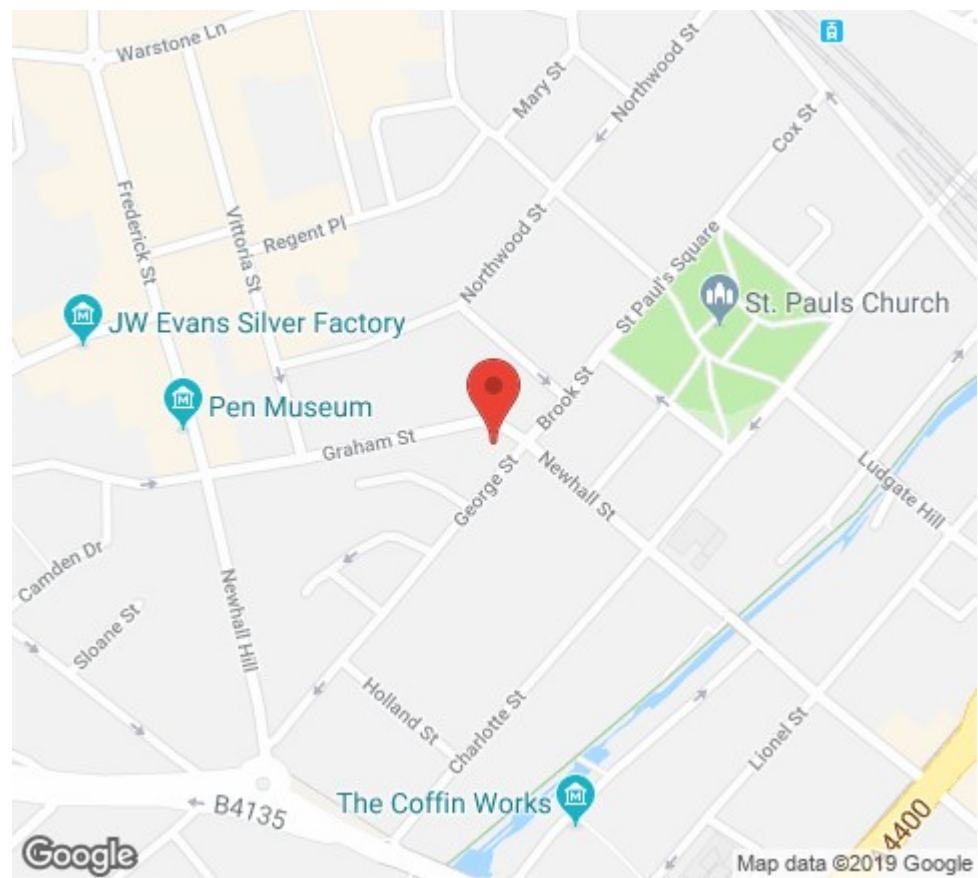 Warstone Ln
Mary St
Northwood St
Cox St
Frederick St
Vittoria St
Regent Pl
Northwood St
St Paul's Square
St. Pauls Church
JW Evans Silver Factory
Pen Museum
Graham St
Brook St
George St
Newhall St
Ludgate Hill
Camden Dr
Sloane St
Newhall Hill
Holland St
Charlotte St
Lionel St
The Coffin Works
B4135
4400
Google
Map data ©2019 Google